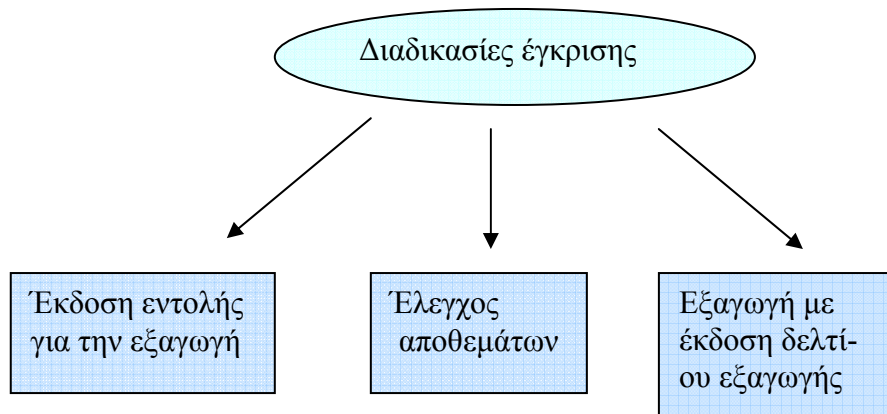 Διαδικασίες έγκρισης
Έκδοση εντολής
για την εξαγωγή
Έλεγχος
αποθεμάτων
Εξαγωγή με
έκδοση δελτί-
ου εξαγωγής